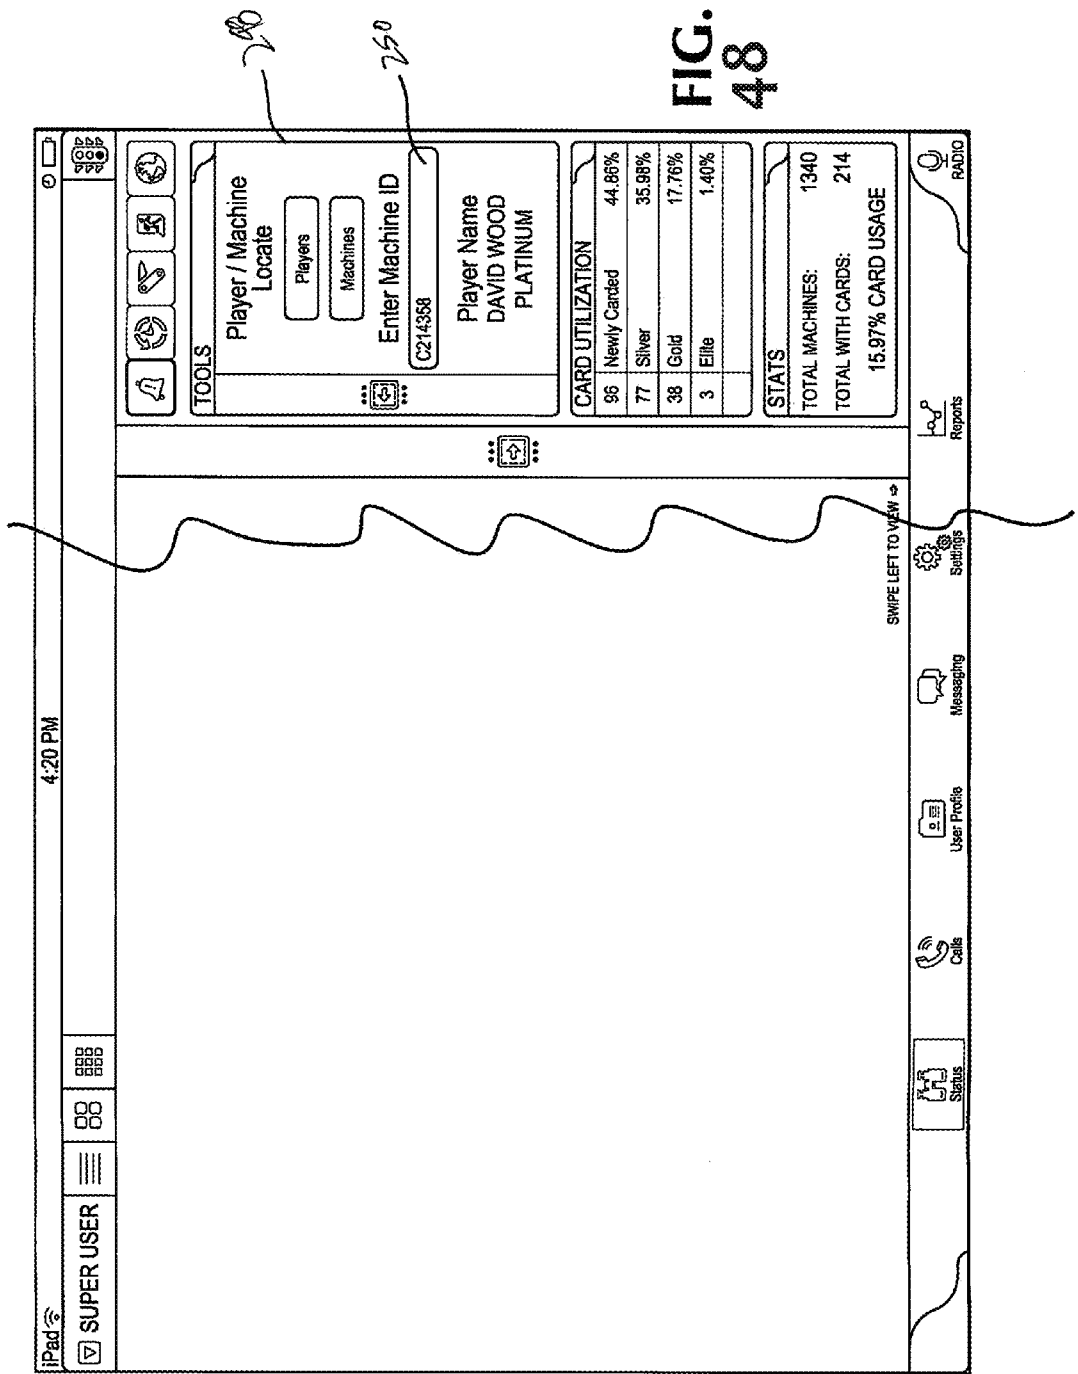 iPad
4:20 PM
SUPER USER
TOOLS
Player / Machine
Locate
Players
Machines
Enter Machine ID
C214358
Player Name
DAVID WOOD
PLATINUM
CARD UTILIZATION
96 Newly Carded 44.86%
77 Silver 35.98%
38 Gold 17.76%
3 Elite 1.40%
STATS
TOTAL MACHINES: 1340
TOTAL WITH CARDS: 214
15.97% CARD USAGE
SWIPE LEFT TO VIEW ⇨
Status
Calls
User Profile
Messaging
Settings
Reports
RADIO
250
FIG.
48